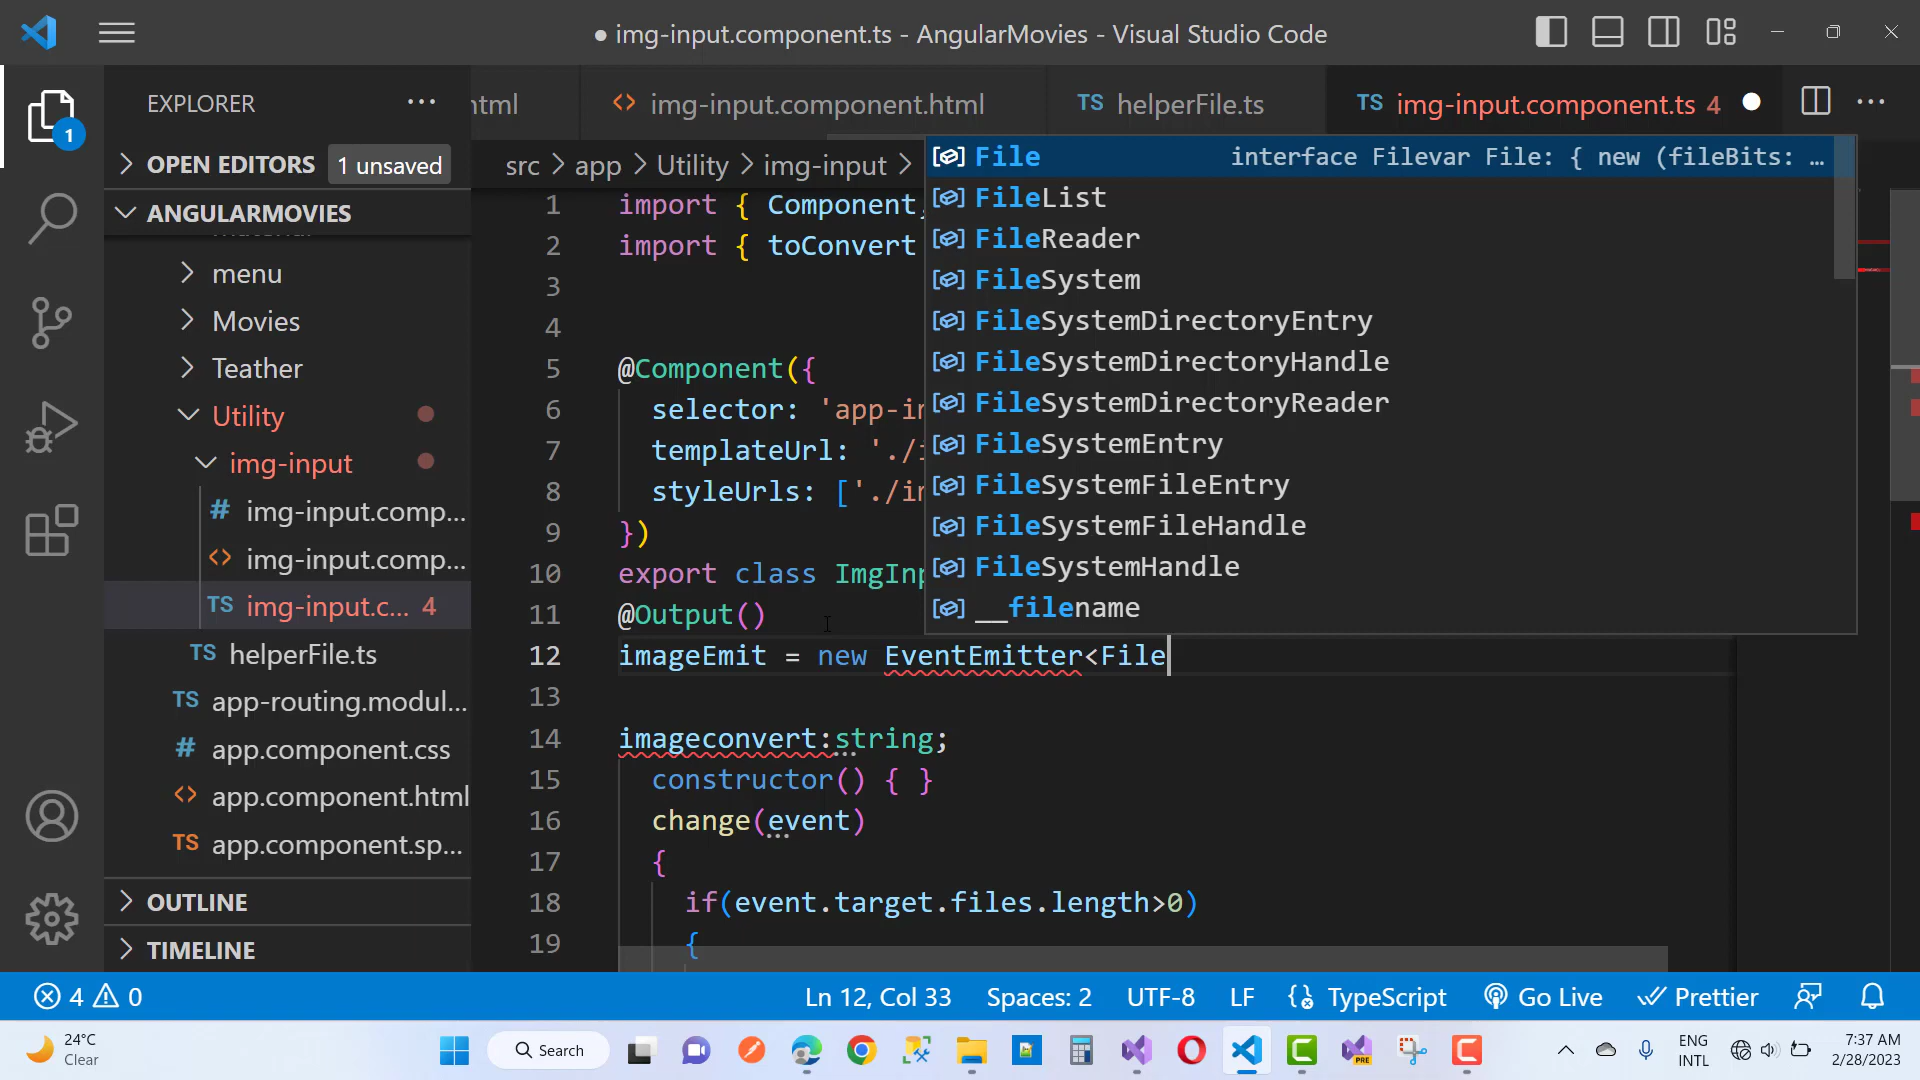 ● img-input.component.ts - AngularMovies - Visual Studio Code
EXPLORER
1
OPEN EDITORS 1 unsaved
ANGULARMOVIES
menu
Movies
Teather
Utility
img-input
# img-input.comp...
<> img-input.comp...
TS img-input.c... 4
TS helperFile.ts
TS app-routing.modul...
# app.component.css
<> app.component.html
TS app.component.sp...
OUTLINE
TIMELINE
html <> img-input.component.html TS helperFile.ts TS img-input.component.ts 4
src > app > Utility > img-input >
1 import { Component,
2 import { toConvert
3
4
5 @Component({
6 selector: 'app-i
7 templateUrl: './i
8 styleUrls: ['./i
9 })
10 export class ImgInp
11 @Output()
12 imageEmit = new EventEmitter<File
13
14 imageconvert:string;
15 constructor() { }
16 change(event)
17 {
18 if(event.target.files.length>0)
19 {
File interface Filevar File: { new (fileBits: …
FileList
FileReader
FileSystem
FileSystemDirectoryEntry
FileSystemDirectoryHandle
FileSystemDirectoryReader
FileSystemEntry
FileSystemFileEntry
FileSystemFileHandle
FileSystemHandle
__filename
4 0 Ln 12, Col 33 Spaces: 2 UTF-8 LF TypeScript Go Live Prettier
24°C
Clear
Search
PRE
ENG
INTL
7:37 AM
2/28/2023